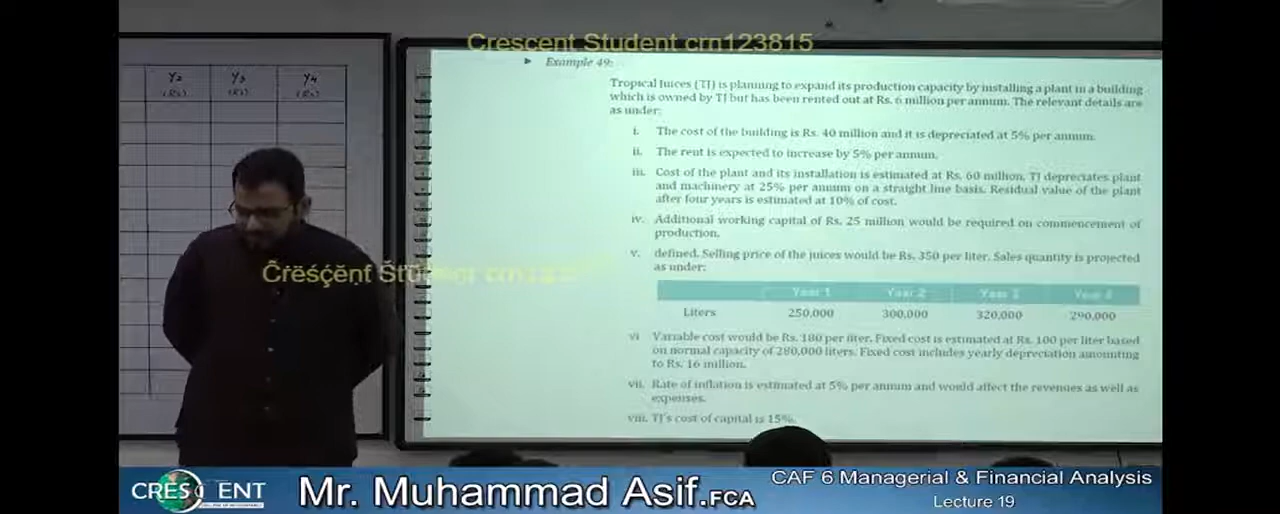 Crescent Student crn123815
Y2 Y3 Y4
(Rs) (Rs) (Rs)
Example 49:
Tropical Juices (TJ) is planning to expand its production capacity by installing a plant in a building
which is owned by TJ but has been rented out at Rs. 6 million per annum. The relevant details are
as under:
i. The cost of the building is Rs. 40 million and it is depreciated at 5% per annum.
ii. The rent is expected to increase by 5% per annum.
iii. Cost of the plant and its installation is estimated at Rs. 60 million. TJ depreciates plant
and machinery at 25% per annum on a straight line basis. Residual value of the plant
after four years is estimated at 10% of cost.
iv. Additional working capital of Rs. 25 million would be required on commencement of
production.
v. defined. Selling price of the juices would be Rs. 350 per liter. Sales quantity is projected
as under:
Year 1 Year 2 Year 3 Year 4
Liters 250,000 300,000 320,000 290,000
vi Variable cost would be Rs. 180 per liter. Fixed cost is estimated at Rs. 100 per liter based
on normal capacity of 280,000 liters. Fixed cost includes yearly depreciation amounting
to Rs. 16 million.
vii. Rate of inflation is estimated at 5% per annum and would affect the revenues as well as
expenses.
viii. TJ's cost of capital is 15%.
CRESCENT
Mr. Muhammad Asif.FCA
CAF 6 Managerial & Financial Analysis
Lecture 19